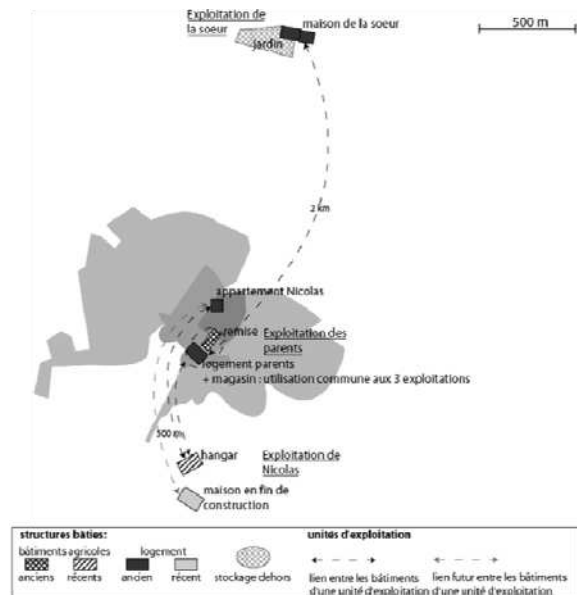 Exploitation de
la soeur
maison de la soeur
500 m
jardin
2 km
appartement Nicolas
remise
Exploitation des
parents
logement parents
+ magasin : utilisation commune aux 3 exploitations
500 m
hangar
Exploitation de
Nicolas
maison en fin de
construction
structures bâties:
unités d'exploitation
bâtiments agricoles
logement
anciens
récents
ancien
récent
stockage dehors
lien entre les bâtiments
d'une unité d'exploitation
lien futur entre les bâtiments
d'une unité d'exploitation